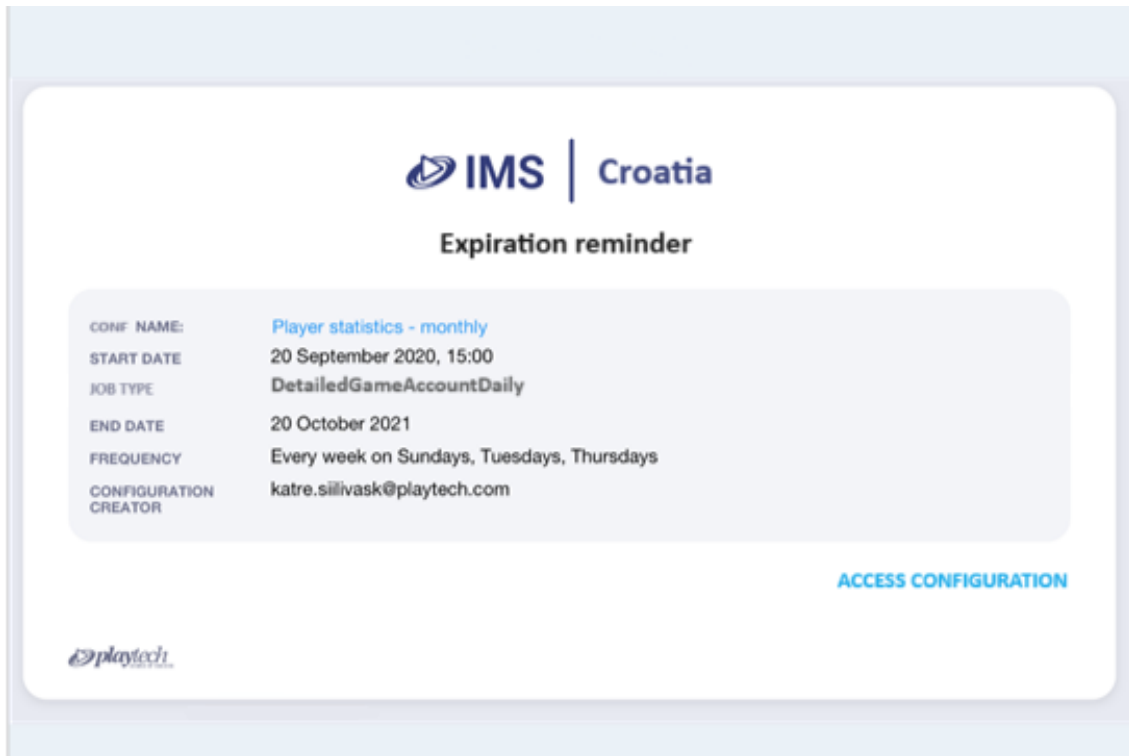 IMS | Croatia
Expiration reminder
CONF NAME: Player statistics - monthly
START DATE 20 September 2020, 15:00
JOB TYPE DetailedGameAccountDaily
END DATE 20 October 2021
FREQUENCY Every week on Sundays, Tuesdays, Thursdays
CONFIGURATION katre.siilivask@playtech.com
CREATOR
ACCESS CONFIGURATION
playtech